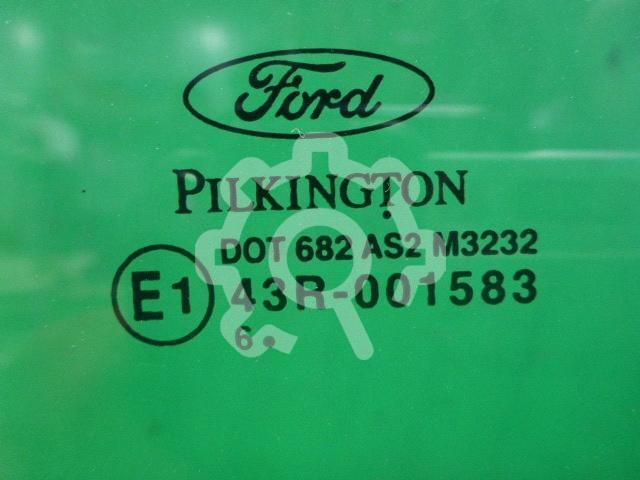 Ford
PILKINGTON
DOT 682 AS2 M3232
E1 43R-001583
6.